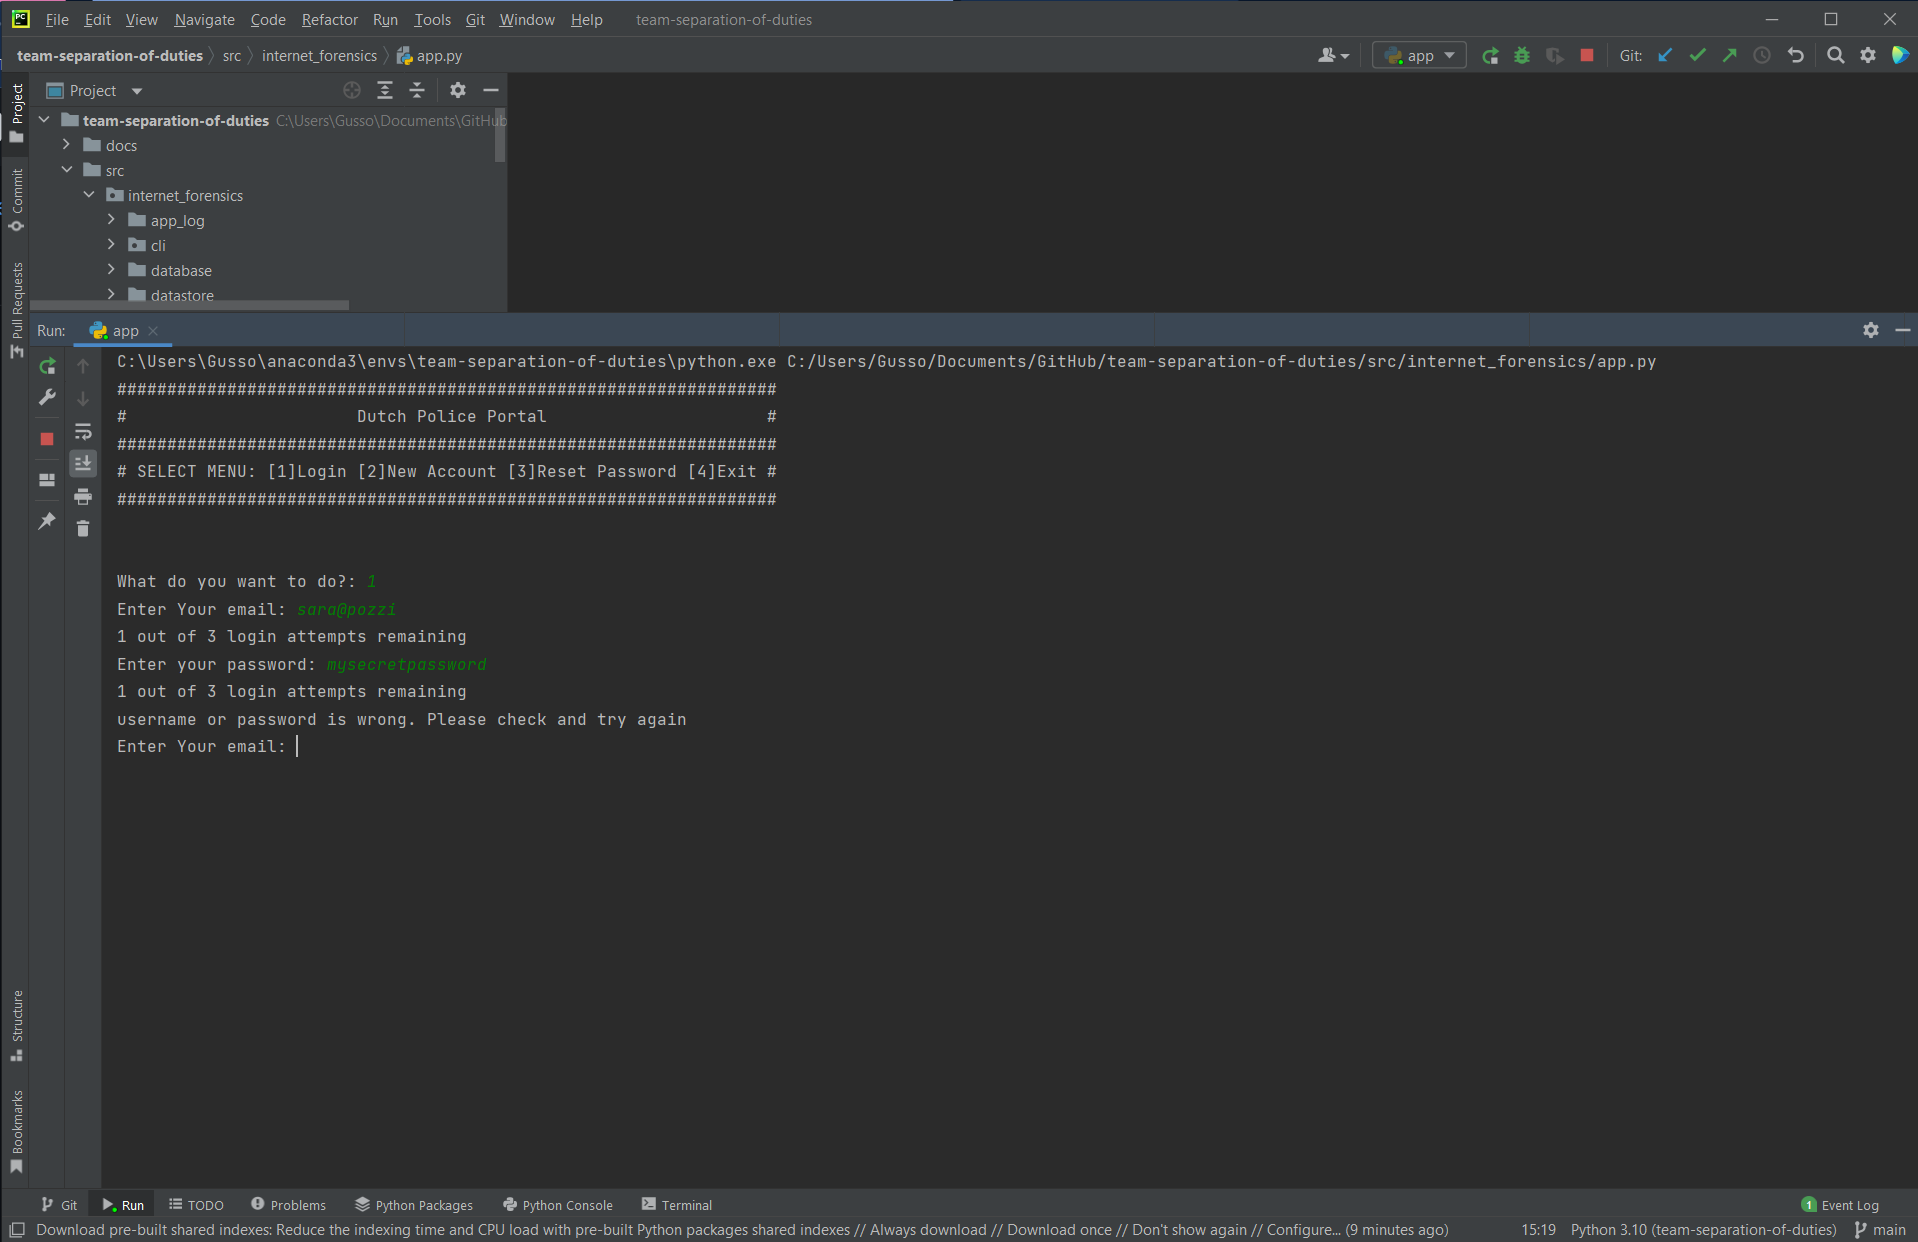 PC File Edit View Navigate Code Refactor Run Tools Git Window Help team-separation-of-duties
team-separation-of-duties src internet_forensics app.py app Git:
Project
Project
team-separation-of-duties C:\Users\Gusso\Documents\GitHub
docs
src
internet_forensics
app_log
cli
database
datastore
Commit
Pull Requests
Run: app
C:\Users\Gusso\anaconda3\envs\team-separation-of-duties\python.exe C:/Users/Gusso/Documents/GitHub/team-separation-of-duties/src/internet_forensics/app.py
##################################################################
# Dutch Police Portal #
##################################################################
# SELECT MENU: [1]Login [2]New Account [3]Reset Password [4]Exit #
##################################################################
What do you want to do?: 1
Enter Your email: sara@pozzi
1 out of 3 login attempts remaining
Enter your password: mysecretpassword
1 out of 3 login attempts remaining
username or password is wrong. Please check and try again
Enter Your email:
Structure
Bookmarks
Git Run TODO Problems Python Packages Python Console Terminal 1 Event Log
Download pre-built shared indexes: Reduce the indexing time and CPU load with pre-built Python packages shared indexes // Always download // Download once // Don't show again // Configure... (9 minutes ago) 15:19 Python 3.10 (team-separation-of-duties) main